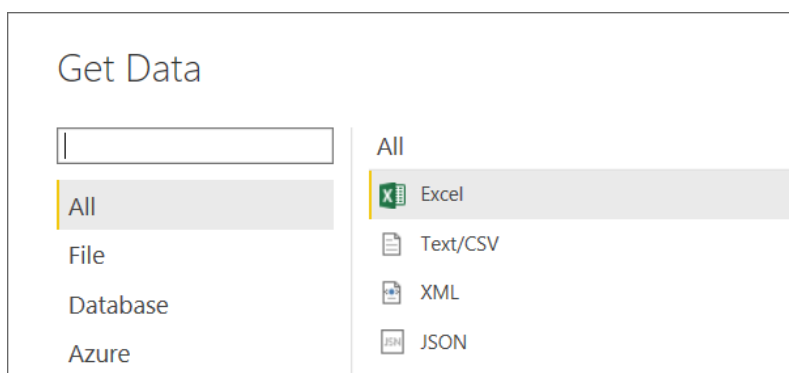 Get Data
All
File
Database
Azure
All
Excel
Text/CSV
XML
JSON